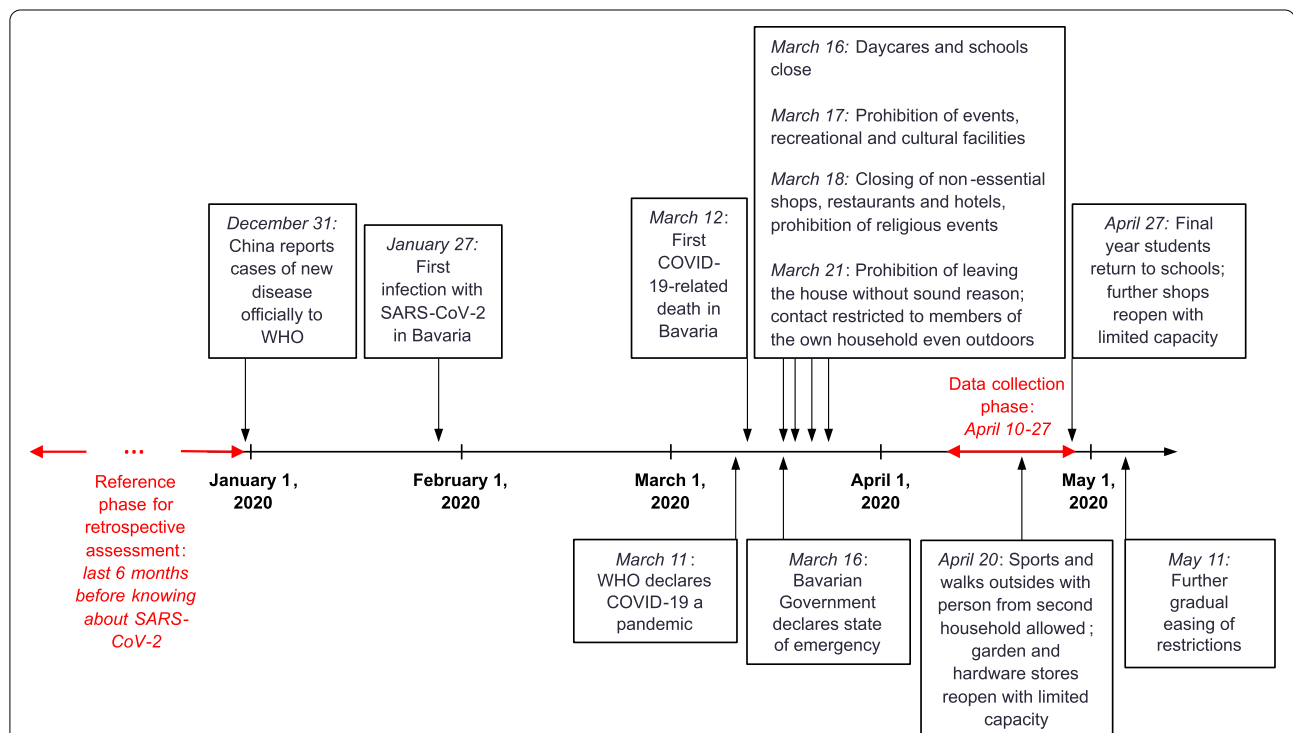 December 31:
China reports
cases of new
disease
officially to
WHO
January 27:
First
infection with
SARS-CoV-2
in Bavaria
March 12:
First
COVID-
19-related
death in
Bavaria
March 16: Daycares and schools
close
March 17: Prohibition of events,
recreational and cultural facilities
March 18: Closing of non-essential
shops, restaurants and hotels,
prohibition of religious events
March 21: Prohibition of leaving
the house without sound reason;
contact restricted to members of
the own household even outdoors
April 27: Final
year students
return to schools;
further shops
reopen with
limited capacity
Data collection
phase:
April 10-27
...
Reference
phase for
retrospective
assessment:
last 6 months
before knowing
about SARS-
CoV-2
January 1,
2020
February 1,
2020
March 1,
2020
April 1,
2020
May 1,
2020
March 11:
WHO declares
COVID-19 a
pandemic
March 16:
Bavarian
Government
declares state
of emergency
April 20: Sports and
walks outsides with
person from second
household allowed;
garden and
hardware stores
reopen with limited
capacity
May 11:
Further
gradual
easing of
restrictions